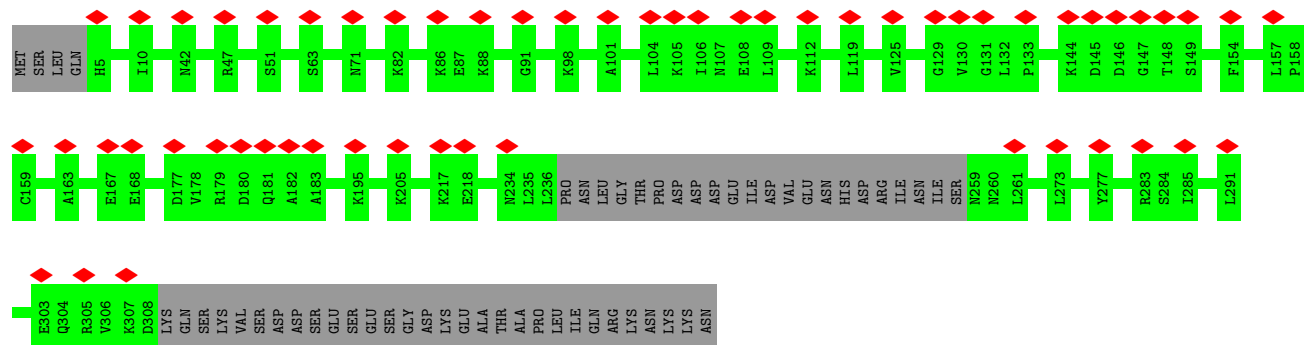 MET SER LEU GLN H5 I10 N42 R47 S51 S63 N71 K82 K86 E87 K88 G91 K98 A101 L104 K105 I106 N107 E108 L109 K112 L119 V125 G129 V130 G131 L132 P133 K144 D145 D146 G147 T148 S149 F154 L157 P158
C159 A163 E167 E168 D177 V178 R179 D180 Q181 A182 A183 K195 K205 K217 E218 N234 L235 L236 PRO ASN LEU GLY THR PRO ASP ASP ASP GLU ILE ASP VAL GLU ASN HIS ASP ARG ILE ASN ILE SER N259 N260 L261 L273 Y277 R283 S284 I285 L291
E303 Q304 R305 V306 K307 D308 LYS GLN SER LYS VAL SER ASP ASP SER GLU SER GLU SER GLY ASP LYS GLU ALA THR ALA PRO LEU ILE GLN ARG LYS ASN LYS LYS ASN